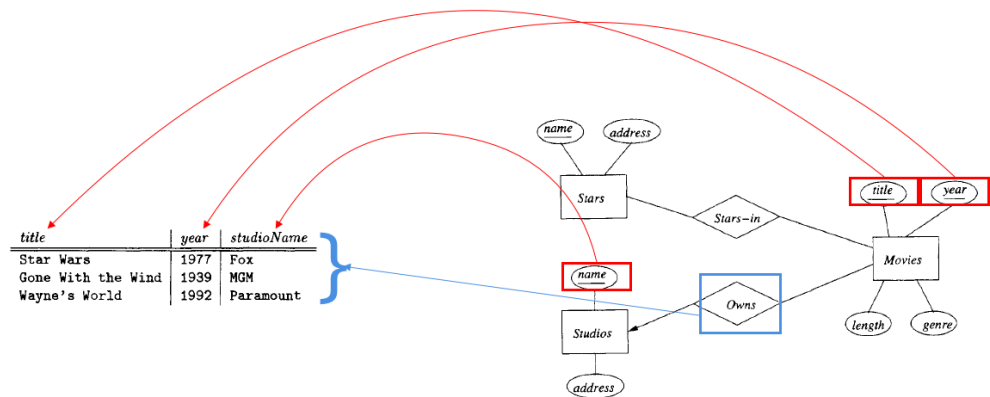 name address
title year
Stars
Stars-in
title year studioName
Star Wars 1977 Fox
Gone With the Wind 1939 MGM
Wayne's World 1992 Paramount
Movies
name
Owns
Studios
length genre
address